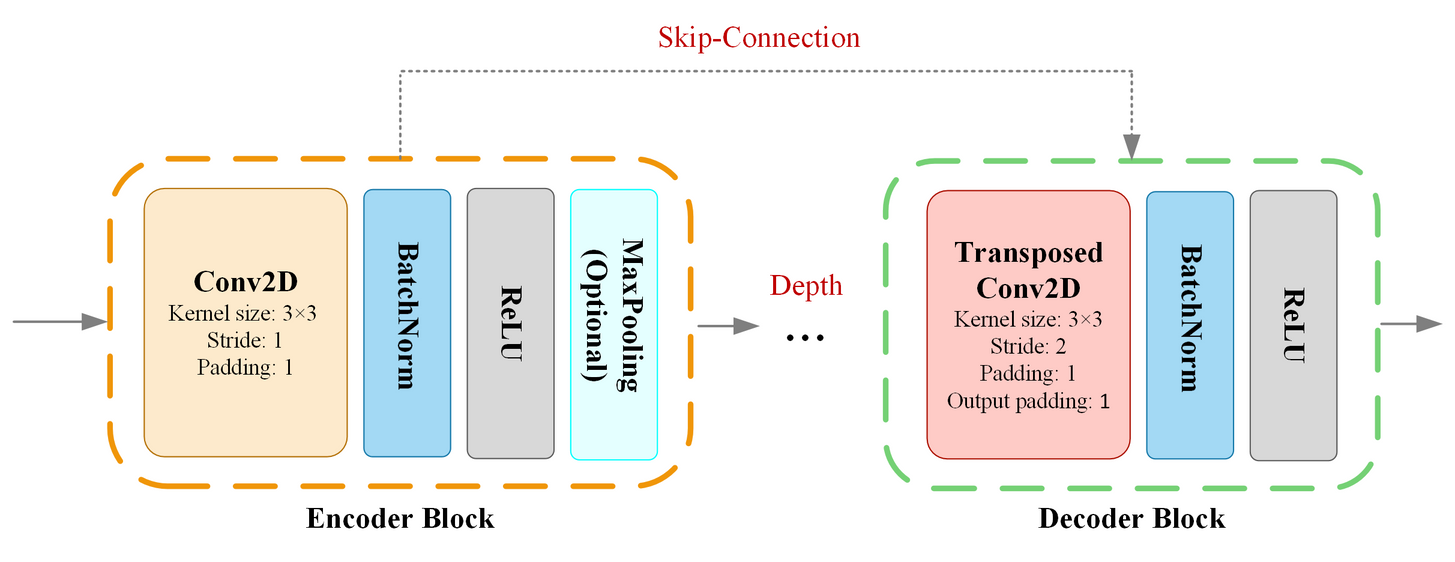 Skip-Connection
Conv2D
Kernel size: 3×3
Stride: 1
Padding: 1
BatchNorm
ReLU
MaxPooling
(Optional)
Encoder Block
Depth
...
Transposed
Conv2D
Kernel size: 3×3
Stride: 2
Padding: 1
Output padding: 1
BatchNorm
ReLU
Decoder Block